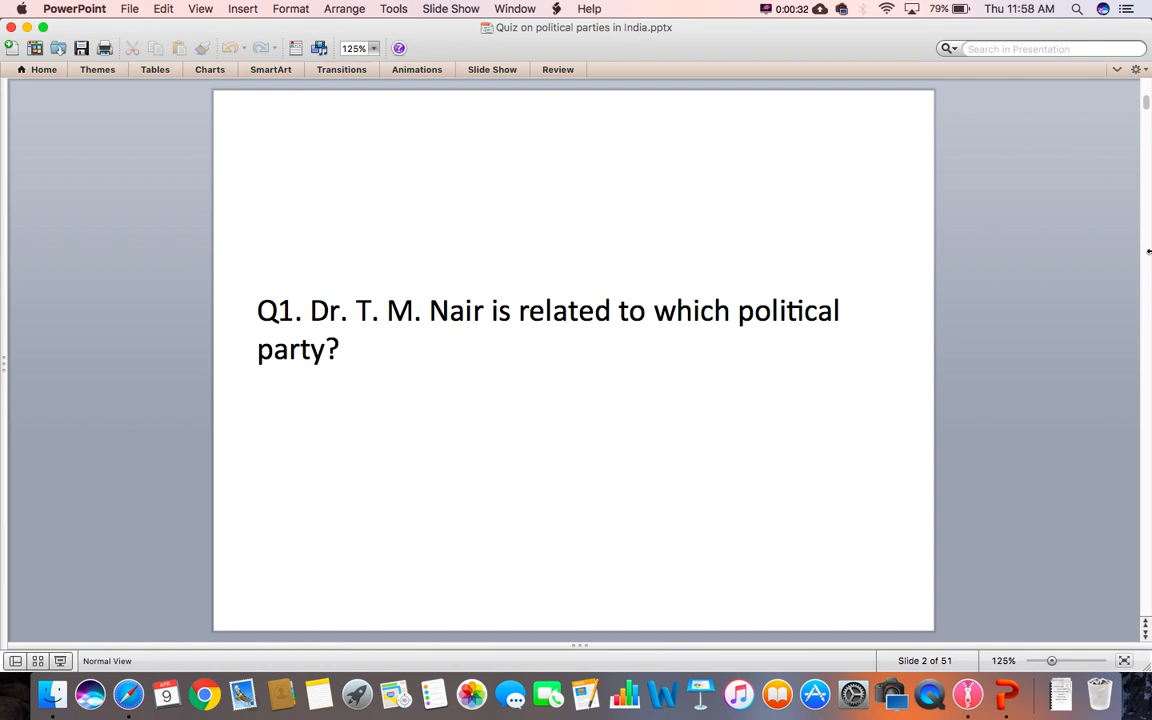 PowerPoint File Edit View Insert Format Arrange Tools Slide Show Window Help 0:00:32 79% Thu 11:58 AM
Quiz on political parties in India.pptx
125% Search in Presentation
Home Themes Tables Charts SmartArt Transitions Animations Slide Show Review
Q1. Dr. T. M. Nair is related to which political
party?
Normal View Slide 2 of 51 125%
APR
9